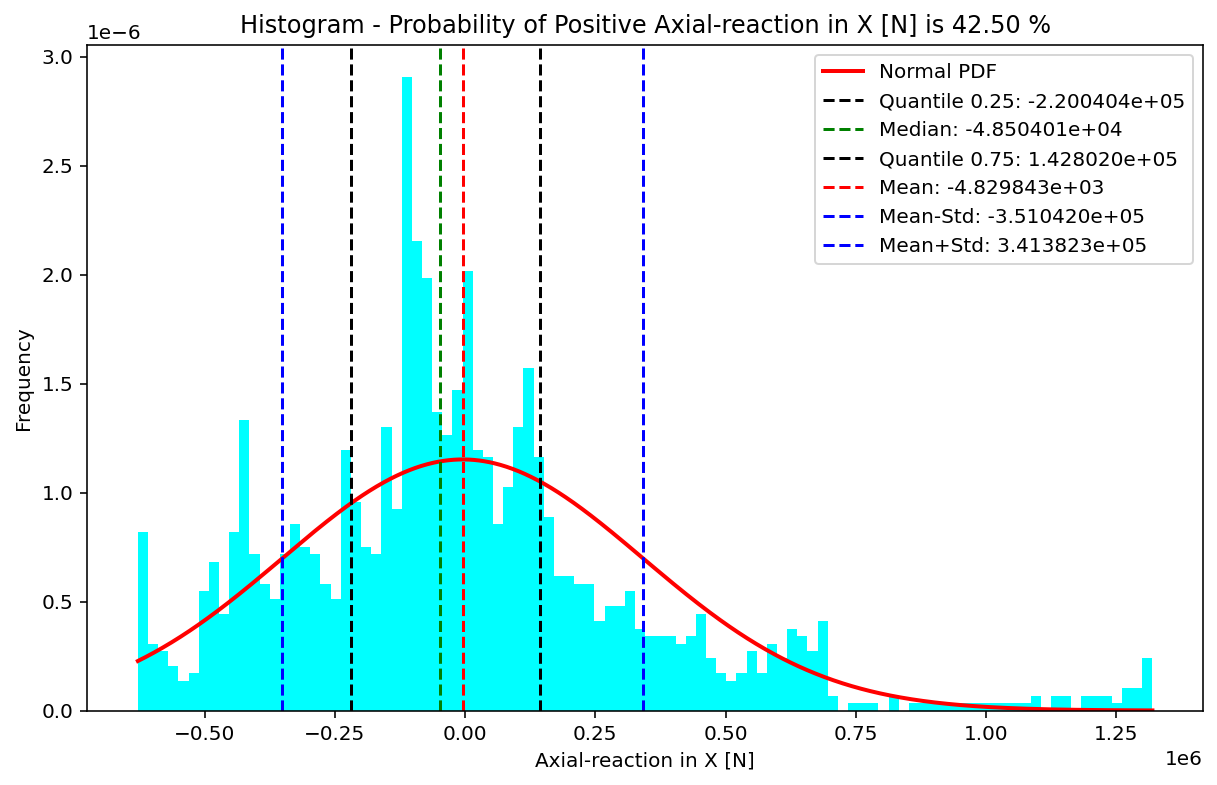 Histogram - Probability of Positive Axial-reaction in X [N] is 42.50 %
1e−6
3.0
2.5
2.0
1.5
1.0
0.5
0.0
Frequency
Normal PDF
Quantile 0.25: -2.200404e+05
Median: -4.850401e+04
Quantile 0.75: 1.428020e+05
Mean: -4.829843e+03
Mean-Std: -3.510420e+05
Mean+Std: 3.413823e+05
−0.50 −0.25 0.00 0.25 0.50 0.75 1.00 1.25
1e6
Axial-reaction in X [N]